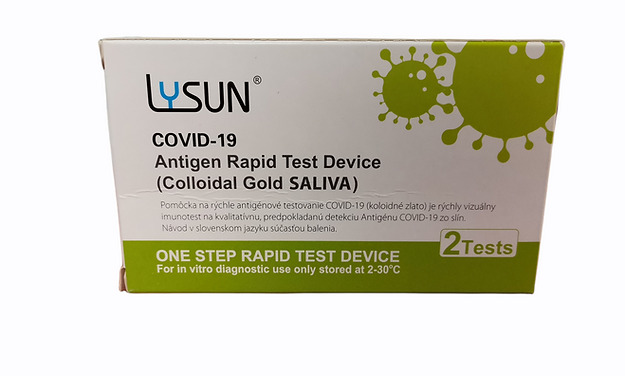 LYSUN®
COVID-19
Antigen Rapid Test Device
(Colloidal Gold SALIVA)
Pomôcka na rýchle antigénové testovanie COVID-19 (koloidné zlato) je rýchly vizuálny
imunotest na kvalitatívnu, predpokladanú detekciu Antigénu COVID-19 zo slín.
Návod v slovenskom jazyku súčasťou balenia.
2Tests
ONE STEP RAPID TEST DEVICE
For in vitro diagnostic use only stored at 2-30°C